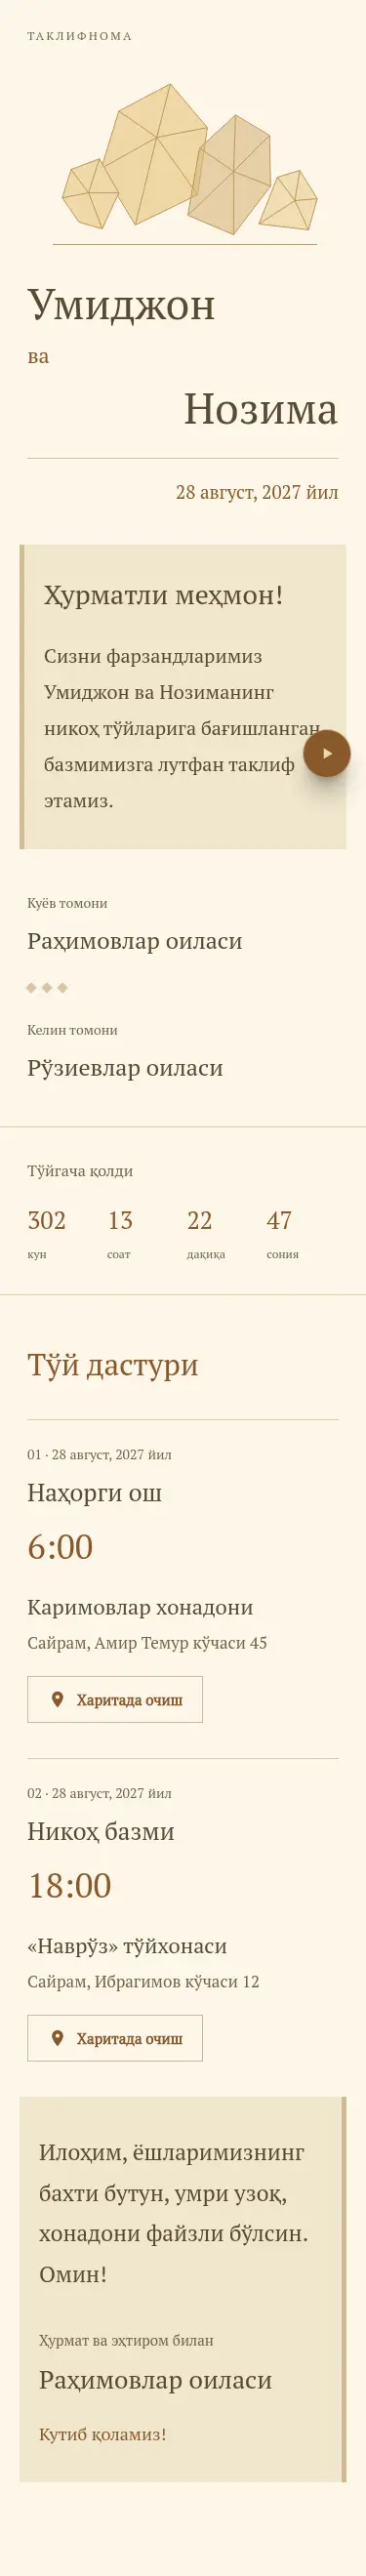 ТАКЛИФНОМА
Умиджон
ва
Нозима
28 август, 2027 йил
Ҳурматли меҳмон!
Сизни фарзандларимиз
Умиджон ва Нозиманинг
никоҳ тўйларига бағишланган
базмимизга лутфан таклиф
этамиз.
Куёв томони
Раҳимовлар оиласи
Келин томони
Рўзиевлар оиласи
Тўйгача қолди
302 13 22 47
кун соат дақиқа сония
Тўй дастури
01 · 28 август, 2027 йил
Наҳорги ош
6:00
Каримовлар хонадони
Сайрам, Амир Темур кўчаси 45
Харитада очиш
02 · 28 август, 2027 йил
Никоҳ базми
18:00
«Наврўз» тўйхонаси
Сайрам, Ибрагимов кўчаси 12
Харитада очиш
Илоҳим, ёшларимизнинг
бахти бутун, умри узоқ,
хонадони файзли бўлсин.
Омин!
Ҳурмат ва эҳтиром билан
Раҳимовлар оиласи
Кутиб қоламиз!